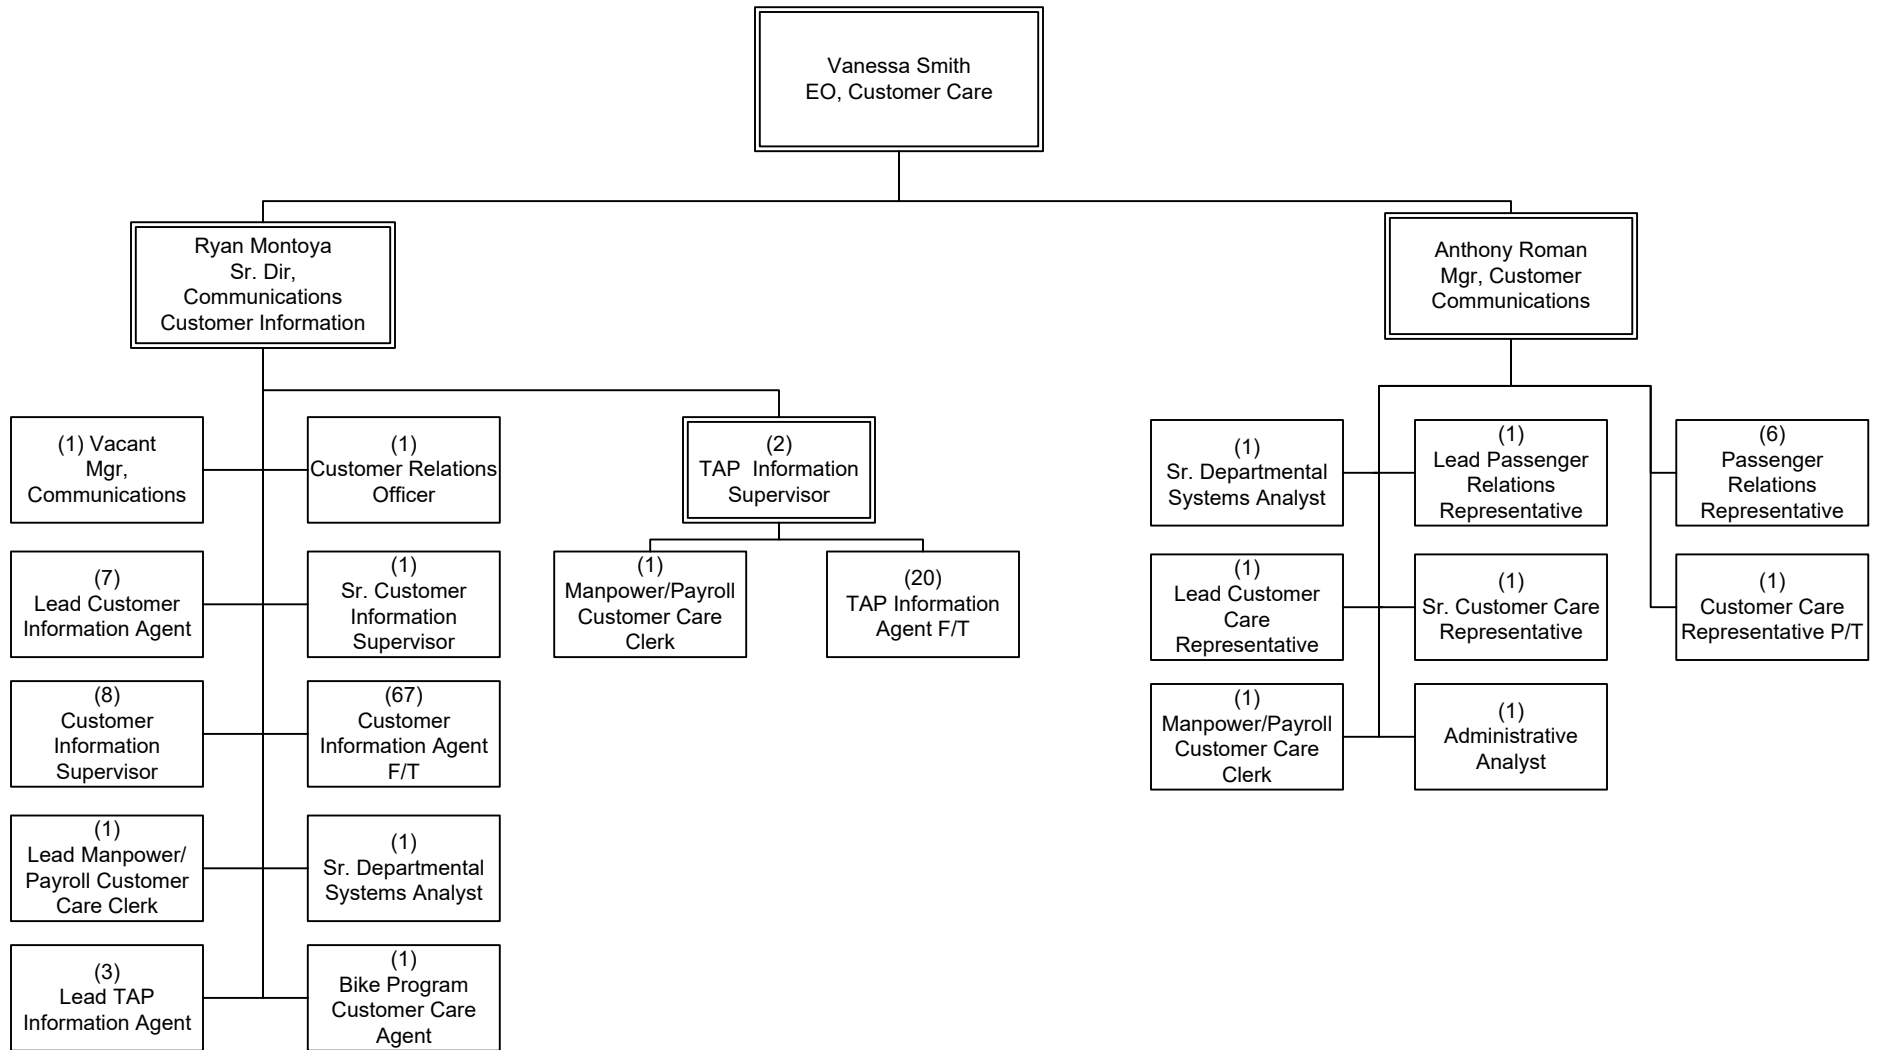 Vanessa Smith
EO, Customer Care
Ryan Montoya
Sr. Dir,
Communications
Customer Information
Anthony Roman
Mgr, Customer
Communications
(1) Vacant
Mgr,
Communications
(1)
Customer Relations
Officer
(2)
TAP  Information
Supervisor
(1)
Sr. Departmental
Systems Analyst
(1)
Lead Passenger
Relations
Representative
(6)
Passenger
Relations
Representative
(7)
Lead Customer
Information Agent
(1)
Sr. Customer
Information
Supervisor
(1)
Manpower/Payroll
Customer Care
Clerk
(20)
TAP Information
Agent F/T
(1)
Lead Customer
Care
Representative
(1)
Sr. Customer Care
Representative
(1)
Customer Care
Representative P/T
(8)
Customer
Information
Supervisor
(67)
Customer
Information Agent
F/T
(1)
Manpower/Payroll
Customer Care
Clerk
(1)
Administrative
Analyst
(1)
Lead Manpower/
Payroll Customer
Care Clerk
(1)
Sr. Departmental
Systems Analyst
(3)
Lead TAP
Information Agent
(1)
Bike Program
Customer Care
Agent